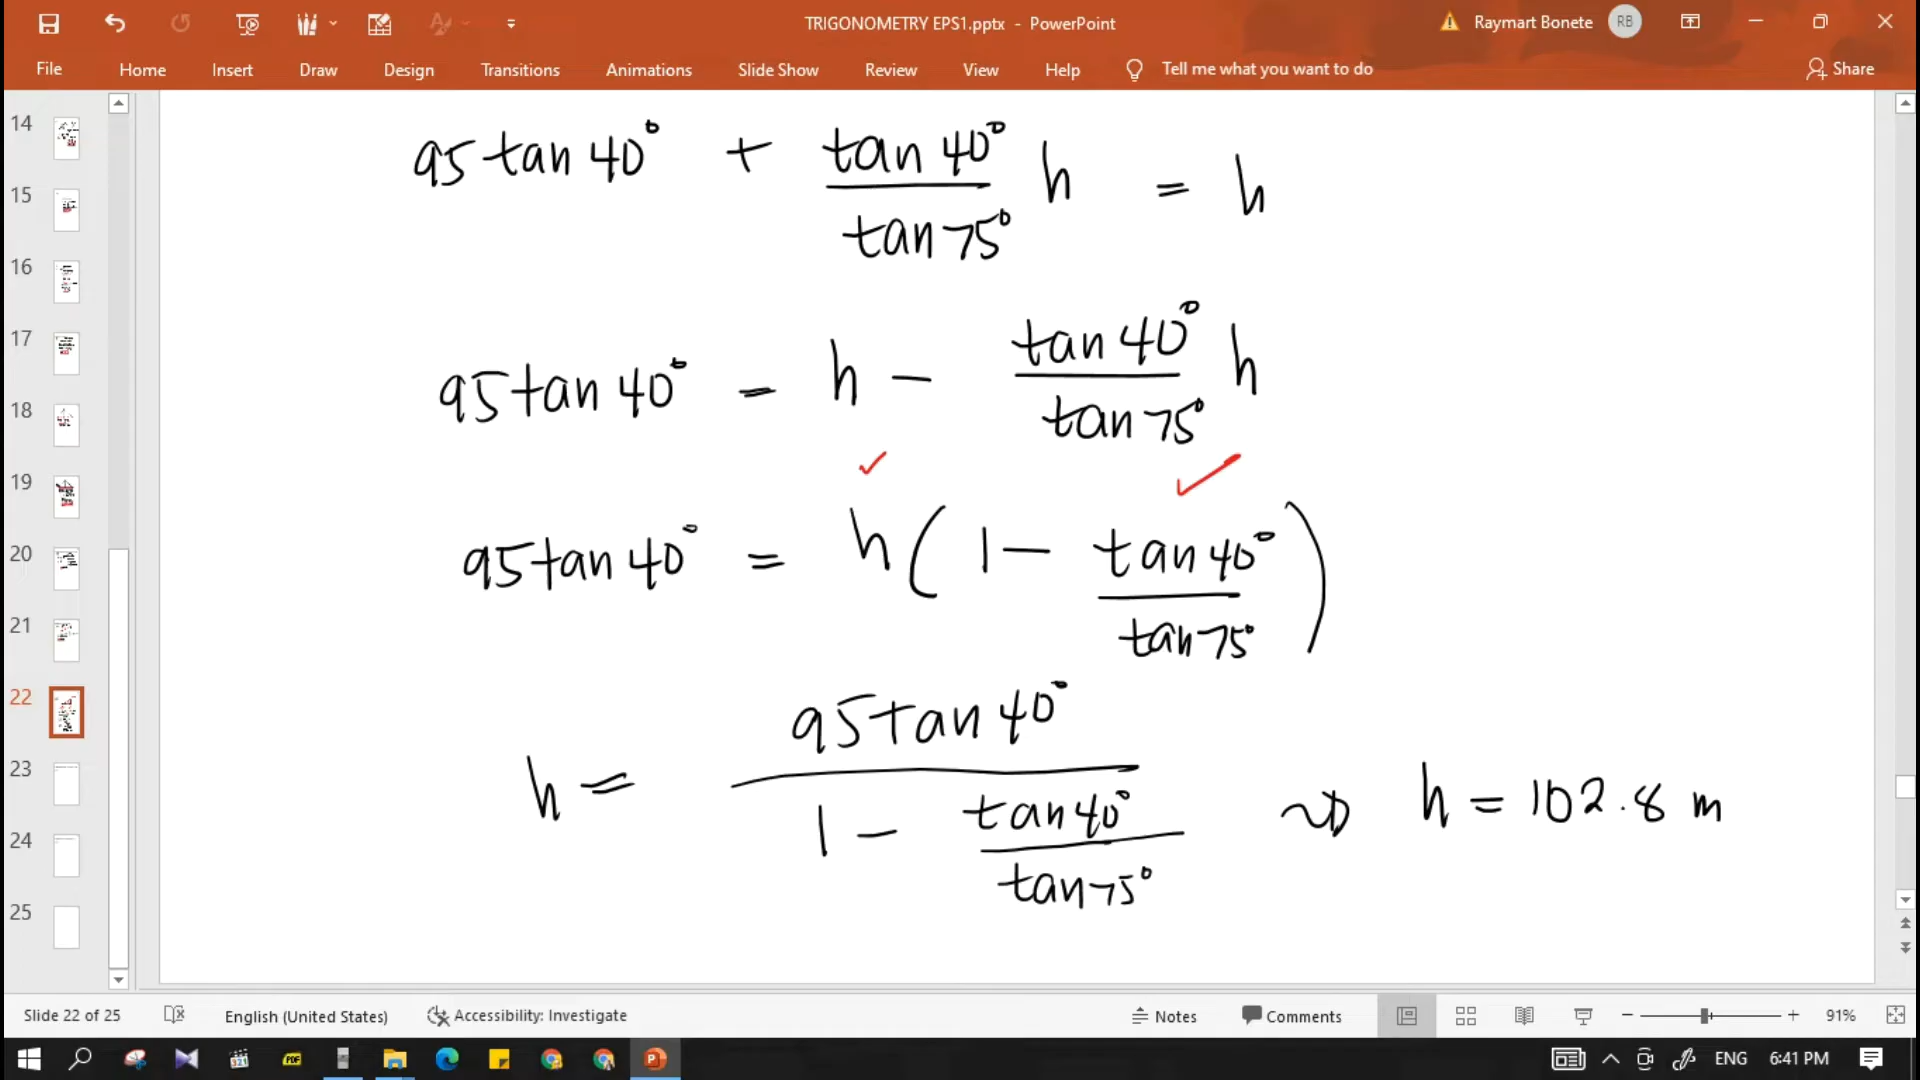 TRIGONOMETRY EPS1.pptx - PowerPoint
Raymart Bonete
RB
File Home Insert Draw Design Transitions Animations Slide Show Review View Help Tell me what you want to do Share
14
15
16
17
18
19
20
21
22
23
24
25
95 tan 40° + tan 40° / tan 75° h = h
95 tan 40° = h - tan 40° / tan 75° h
95 tan 40° = h ( 1 - tan 40° / tan 75° )
h = 95 tan 40° / 1 - tan 40° / tan 75° h = 102.8 m
Slide 22 of 25 English (United States) Accessibility: Investigate Notes Comments 91%
ENG 6:41 PM